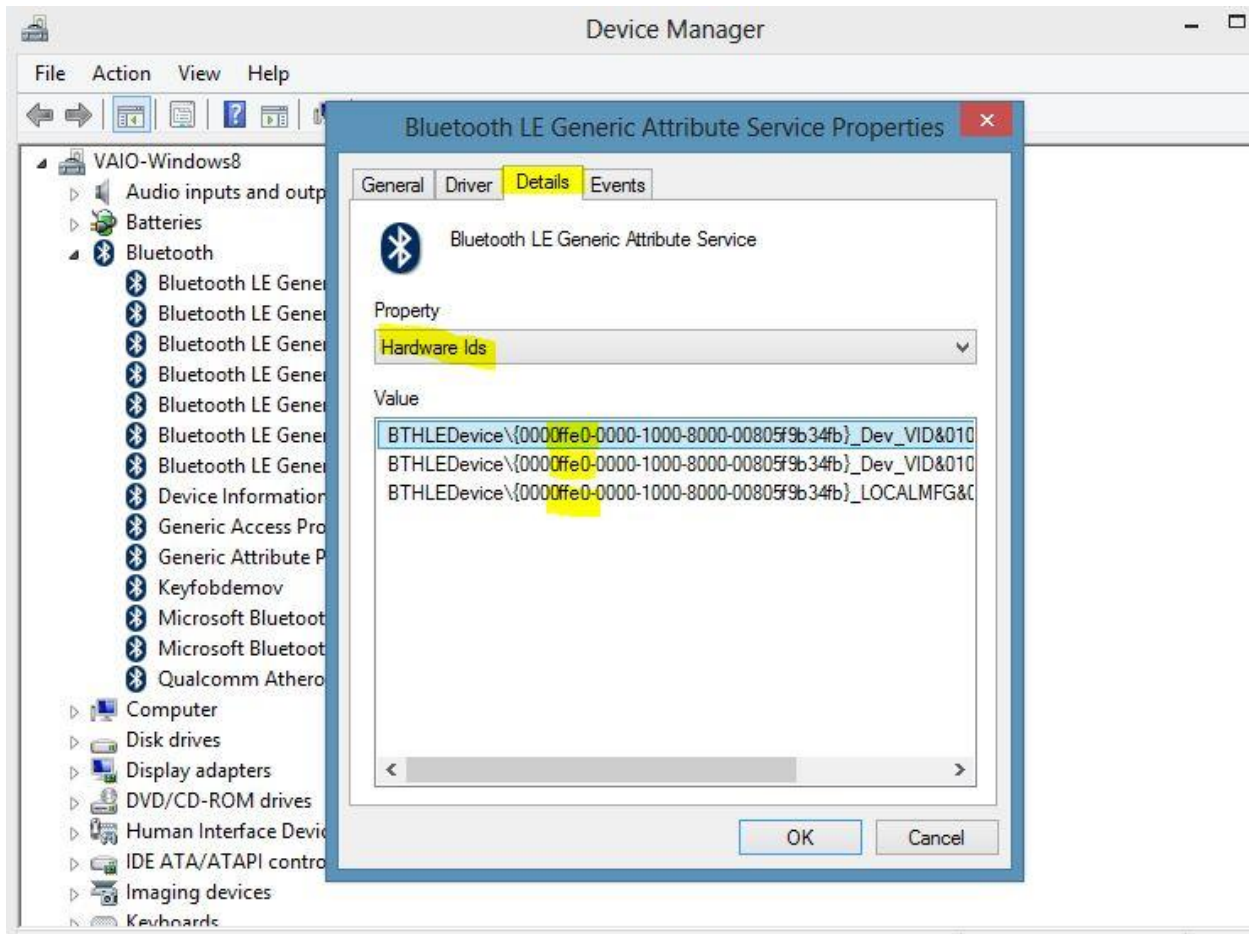 Device Manager
File Action View Help
VAIO-Windows8
Audio inputs and outp
Batteries
Bluetooth
Bluetooth LE Gener
Bluetooth LE Gener
Bluetooth LE Gener
Bluetooth LE Gener
Bluetooth LE Gener
Bluetooth LE Gener
Bluetooth LE Gener
Device Information
Generic Access Pro
Generic Attribute P
Keyfobdemov
Microsoft Bluetoot
Microsoft Bluetoot
Qualcomm Athero
Computer
Disk drives
Display adapters
DVD/CD-ROM drives
Human Interface Devic
IDE ATA/ATAPI contro
Imaging devices
Keyboards
Bluetooth LE Generic Attribute Service Properties
General Driver Details Events
Bluetooth LE Generic Attribute Service
Property
Hardware Ids
Value
BTHLEDevice\{0000ffe0-0000-1000-8000-00805f9b34fb}_Dev_VID&010
BTHLEDevice\{0000ffe0-0000-1000-8000-00805f9b34fb}_Dev_VID&010
BTHLEDevice\{0000ffe0-0000-1000-8000-00805f9b34fb}_LOCALMFG&0
OK Cancel